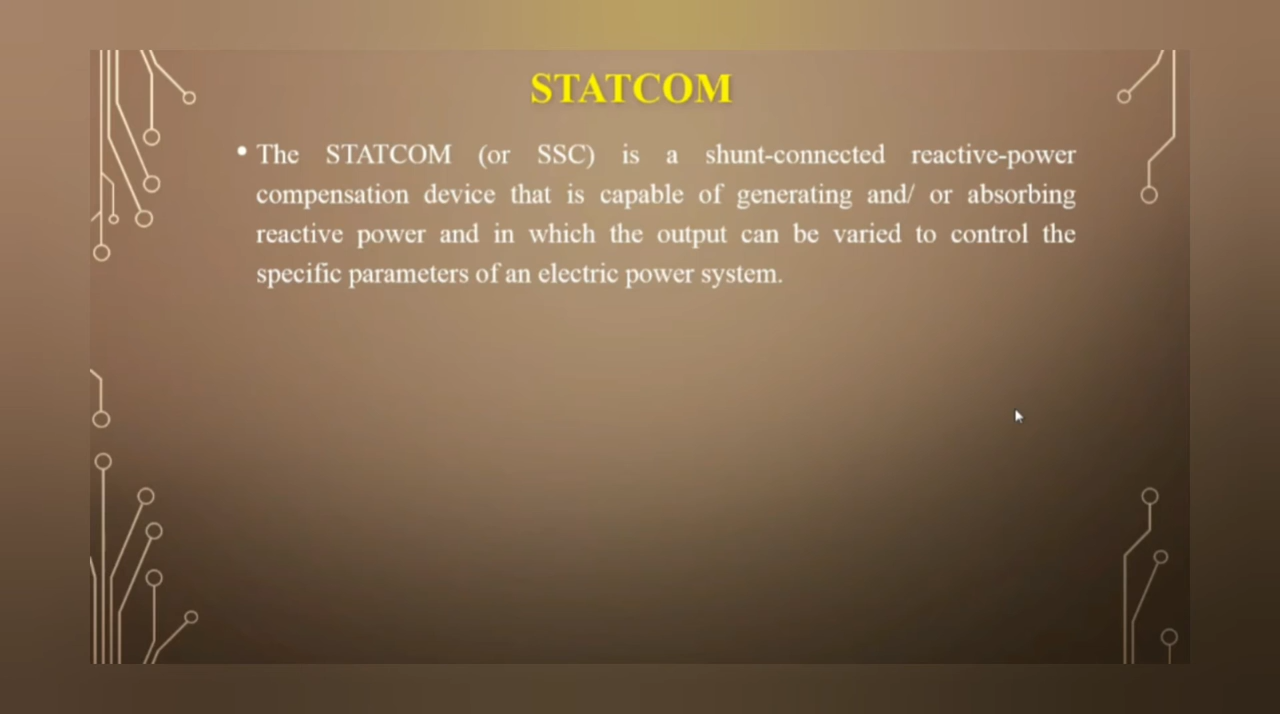 STATCOM
• The STATCOM (or SSC) is a shunt-connected reactive-power
compensation device that is capable of generating and/ or absorbing
reactive power and in which the output can be varied to control the
specific parameters of an electric power system.